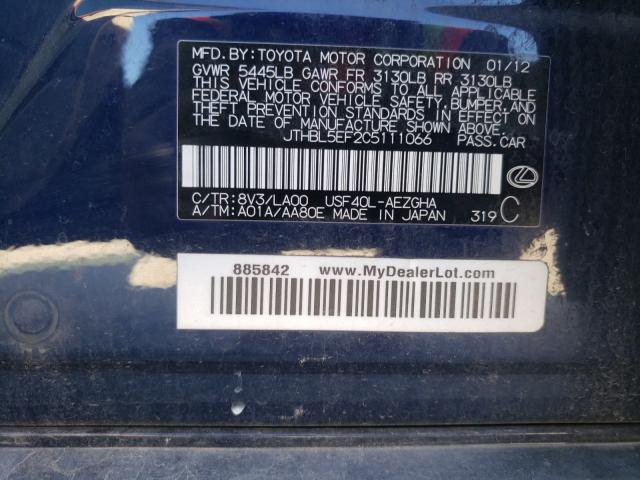 MFD. BY: TOYOTA MOTOR CORPORATION 01/12
GVWR 5445LB GAWR FR 3130LB RR 3130LB
THIS VEHICLE CONFORMS TO ALL APPLICABLE
FEDERAL MOTOR VEHICLE SAFETY, BUMPER, AND
THEFT PREVENTION STANDARDS IN EFFECT ON THE
DATE OF MANUFACTURE SHOWN ABOVE.
JTHBL5EF2C5111066 PASS. CAR
C/TR: 8V3/LA00 USF40L-AEZGHA
A/TM: A01A/AA80E MADE IN JAPAN 319 C
885842 www.MyDealerLot.com